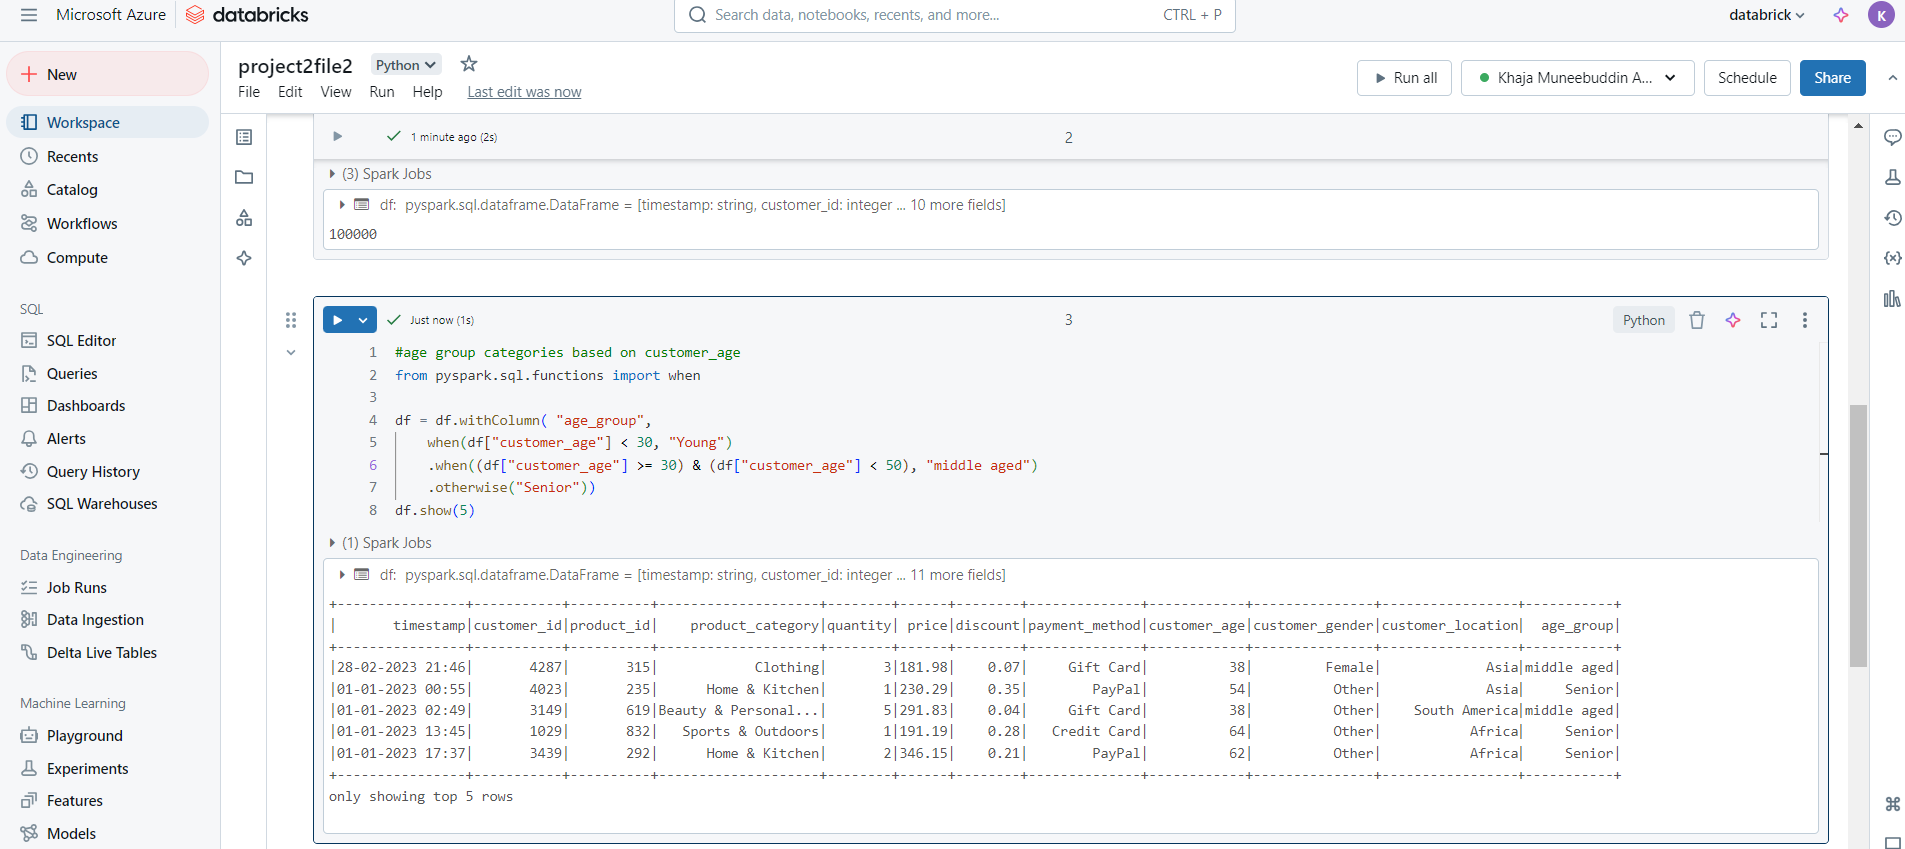 Microsoft Azure databricks Search data, notebooks, recents, and more... CTRL + P databrick K
New
Workspace
Recents
Catalog
Workflows
Compute
SQL
SQL Editor
Queries
Dashboards
Alerts
Query History
SQL Warehouses
Data Engineering
Job Runs
Data Ingestion
Delta Live Tables
Machine Learning
Playground
Experiments
Features
Models
project2file2 Python
File Edit View Run Help Last edit was now
Run all Khaja Muneebuddin A... Schedule Share
1 minute ago (2s) 2
(3) Spark Jobs
df: pyspark.sql.dataframe.DataFrame = [timestamp: string, customer_id: integer ... 10 more fields]
100000
Just now (1s) 3 Python
1 #age group categories based on customer_age
2 from pyspark.sql.functions import when
3
4 df = df.withColumn( "age_group",
5 when(df["customer_age"] < 30, "Young")
6 .when((df["customer_age"] >= 30) & (df["customer_age"] < 50), "middle aged")
7 .otherwise("Senior"))
8 df.show(5)
(1) Spark Jobs
df: pyspark.sql.dataframe.DataFrame = [timestamp: string, customer_id: integer ... 11 more fields]
+----------------+-----------+----------+--------------------+--------+------+--------+--------------+------------+---------------+-----------------+-----------+
|       timestamp|customer_id|product_id|    product_category|quantity| price|discount|payment_method|customer_age|customer_gender|customer_location|  age_group|
+----------------+-----------+----------+--------------------+--------+------+--------+--------------+------------+---------------+-----------------+-----------+
|28-02-2023 21:46|       4287|       315|            Clothing|       3|181.98|    0.07|     Gift Card|          38|         Female|             Asia|middle aged|
|01-01-2023 00:55|       4023|       235|      Home & Kitchen|       1|230.29|    0.35|        PayPal|          54|          Other|             Asia|     Senior|
|01-01-2023 02:49|       3149|       619|Beauty & Personal...|       5|291.83|    0.04|     Gift Card|          38|          Other|    South America|middle aged|
|01-01-2023 13:45|       1029|       832|   Sports & Outdoors|       1|191.19|    0.28|   Credit Card|          64|          Other|           Africa|     Senior|
|01-01-2023 17:37|       3439|       292|      Home & Kitchen|       2|346.15|    0.21|        PayPal|          62|          Other|           Africa|     Senior|
+----------------+-----------+----------+--------------------+--------+------+--------+--------------+------------+---------------+-----------------+-----------+
only showing top 5 rows